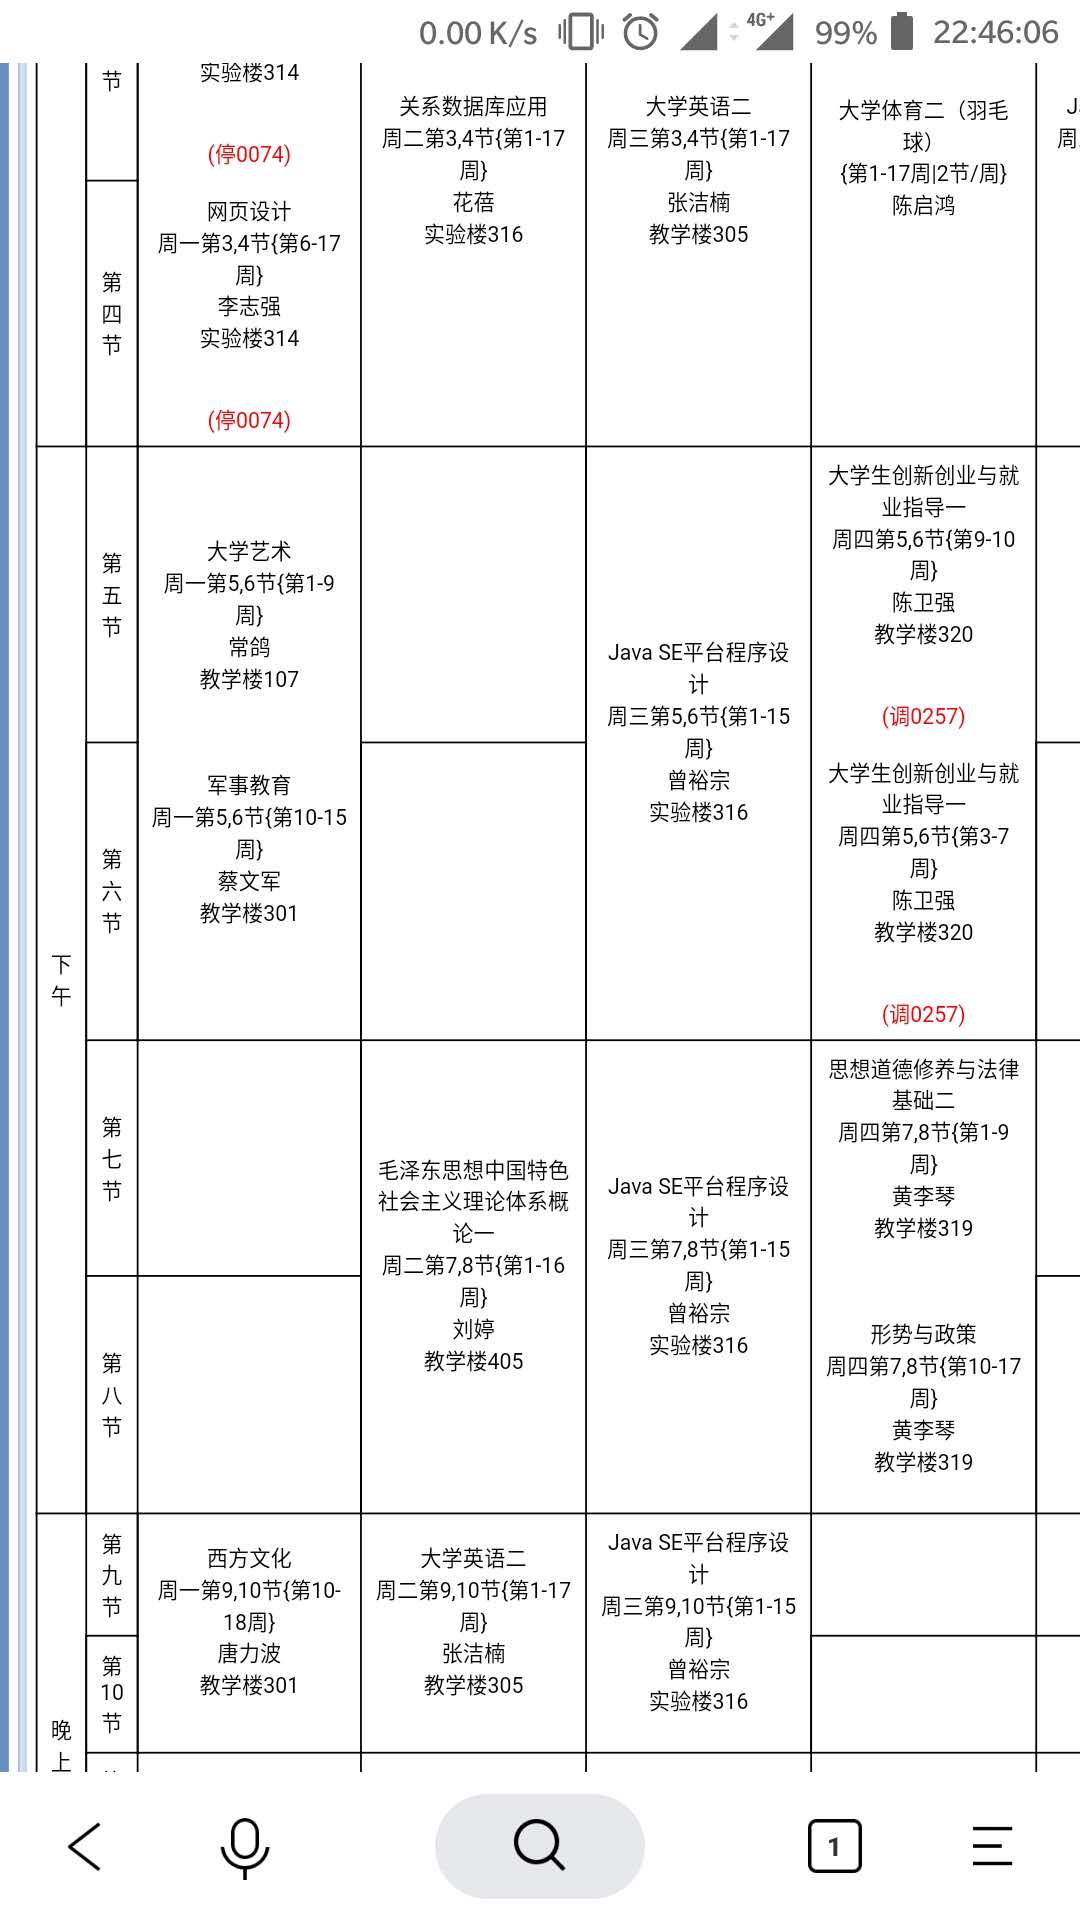 0.00 K/s 4G+ 99% 22:46:06
节
实验楼314
(停0074)
第
四
节
网页设计
周一第3,4节{第6-17
周}
李志强
实验楼314
(停0074)
关系数据库应用
周二第3,4节{第1-17
周}
花蓓
实验楼316
大学英语二
周三第3,4节{第1-17
周}
张洁楠
教学楼305
大学体育二（羽毛
球）
{第1-17周|2节/周}
陈启鸿
周
下
午
第
五
节
大学艺术
周一第5,6节{第1-9
周}
常鸽
教学楼107
军事教育
周一第5,6节{第10-15
周}
蔡文军
教学楼301
Java SE平台程序设
计
周三第5,6节{第1-15
周}
曾裕宗
实验楼316
大学生创新创业与就
业指导一
周四第5,6节{第9-10
周}
陈卫强
教学楼320
(调0257)
大学生创新创业与就
业指导一
周四第5,6节{第3-7
周}
陈卫强
教学楼320
(调0257)
第
六
节
第
七
节
毛泽东思想中国特色
社会主义理论体系概
论一
周二第7,8节{第1-16
周}
刘婷
教学楼405
Java SE平台程序设
计
周三第7,8节{第1-15
周}
曾裕宗
实验楼316
思想道德修养与法律
基础二
周四第7,8节{第1-9
周}
黄李琴
教学楼319
形势与政策
周四第7,8节{第10-17
周}
黄李琴
教学楼319
第
八
节
晚
上
第
九
节
西方文化
周一第9,10节{第10-
18周}
唐力波
教学楼301
大学英语二
周二第9,10节{第1-17
周}
张洁楠
教学楼305
Java SE平台程序设
计
周三第9,10节{第1-15
周}
曾裕宗
实验楼316
第
10
节
1